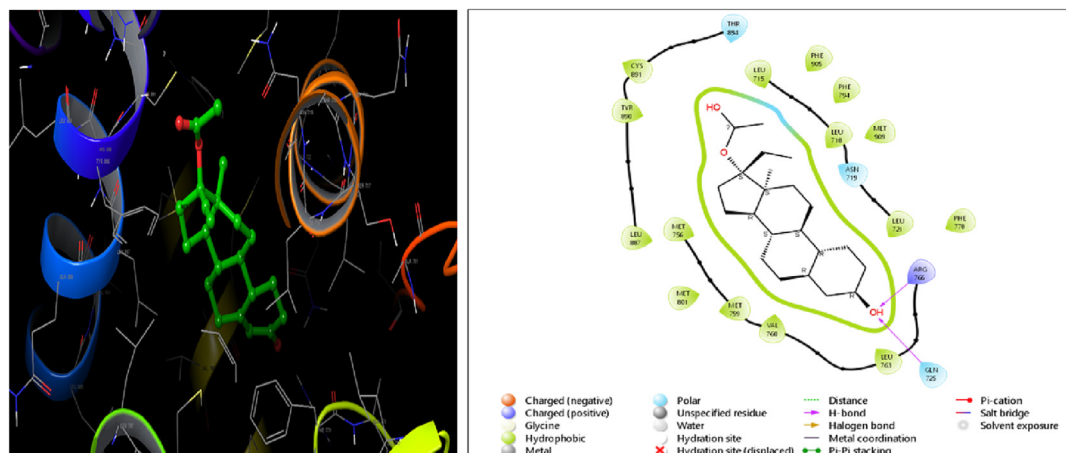 THR
894
CYS
891
LEU
715
PHE
905
PHE
794
TYR
890
HO
7
O
LEU
718
MET
909
ASN
719
S
S
R
S
S
R
R
R
OH
LEU
887
MET
756
LEU
721
PHE
778
ARG
766
MET
801
MET
759
VAL
760
LEU
763
GLN
725
Charged (negative)
Charged (positive)
Glycine
Hydrophobic
Metal
Polar
Unspecified residue
Water
Hydration site
Hydration site (displaced)
Distance
H-bond
Halogen bond
Metal coordination
Pi-Pi stacking
Pi-cation
Salt bridge
Solvent exposure